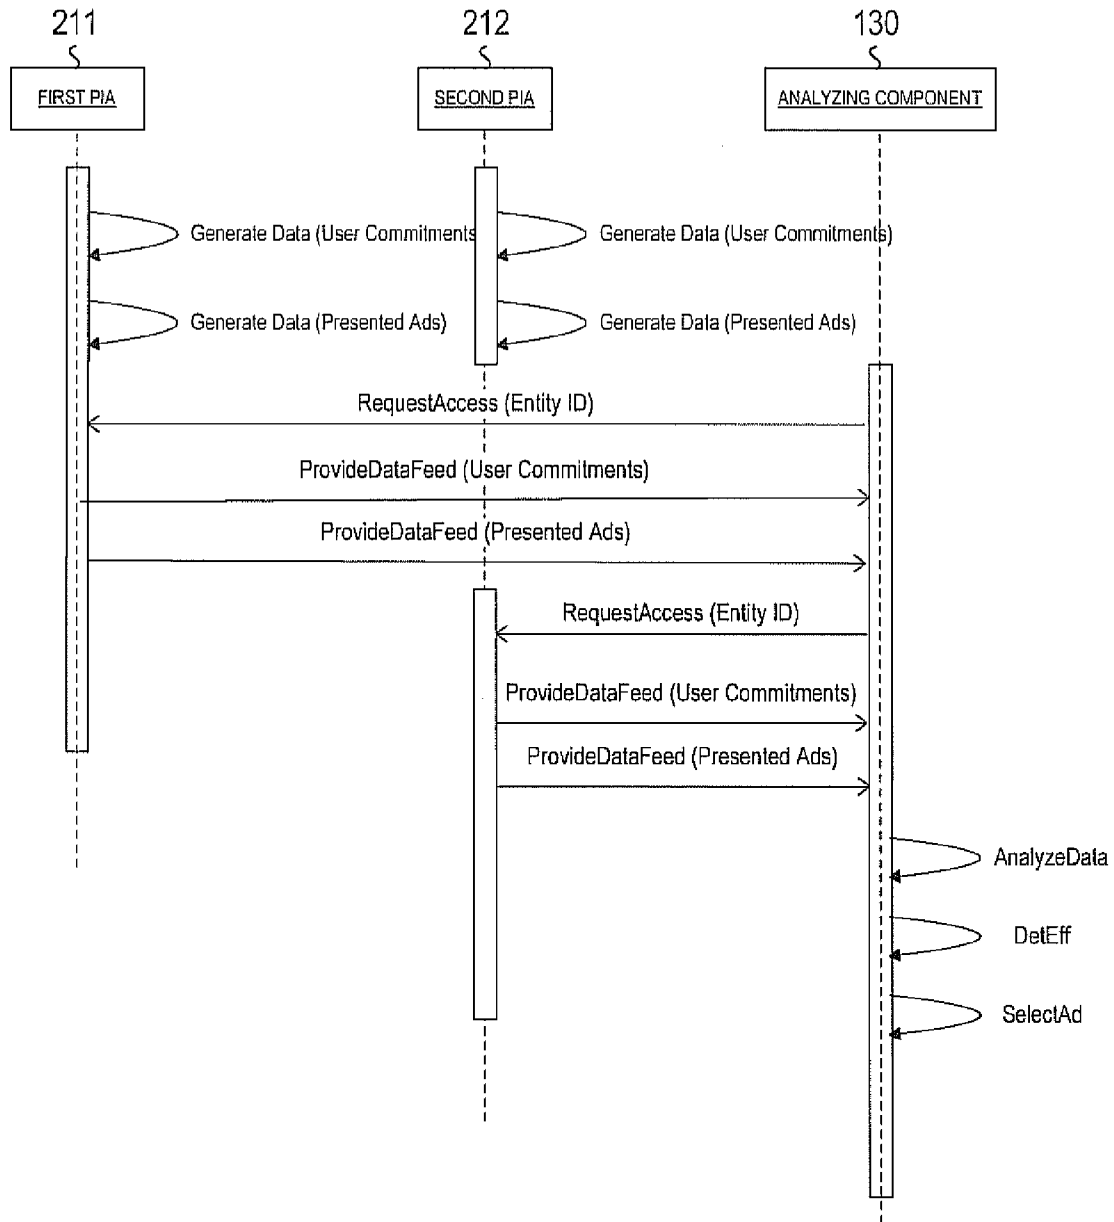 211
212
130
FIRST PIA
SECOND PIA
ANALYZING COMPONENT
Generate Data (User Commitments
Generate Data (User Commitments)
Generate Data (Presented Ads)
Generate Data (Presented Ads)
RequestAccess (Entity ID)
ProvideDataFeed (User Commitments)
ProvideDataFeed (Presented Ads)
RequestAccess (Entity ID)
ProvideDataFeed (User Commitments)
ProvideDataFeed (Presented Ads)
AnalyzeData
DetEff
SelectAd